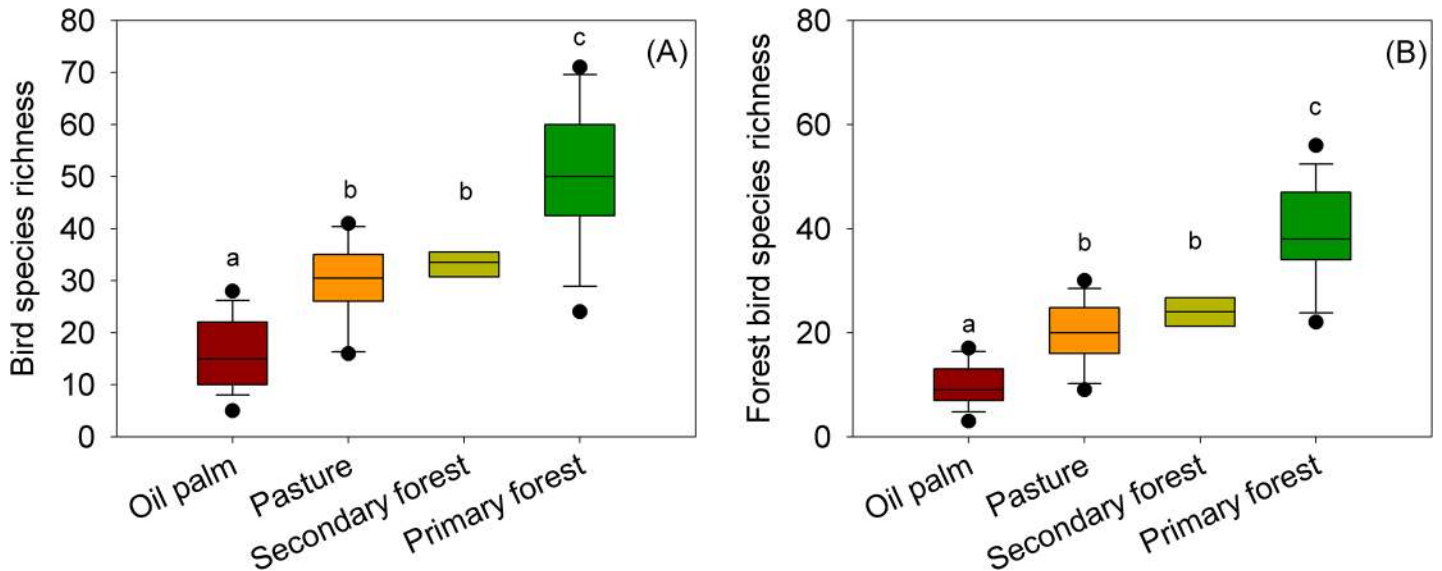 (A)
Bird species richness
80
70
60
50
40
30
20
10
0
a
b
b
c
Oil palm
Pasture
Secondary forest
Primary forest
(B)
Forest bird species richness
80
60
40
20
0
a
b
b
c
Oil palm
Pasture
Secondary forest
Primary forest